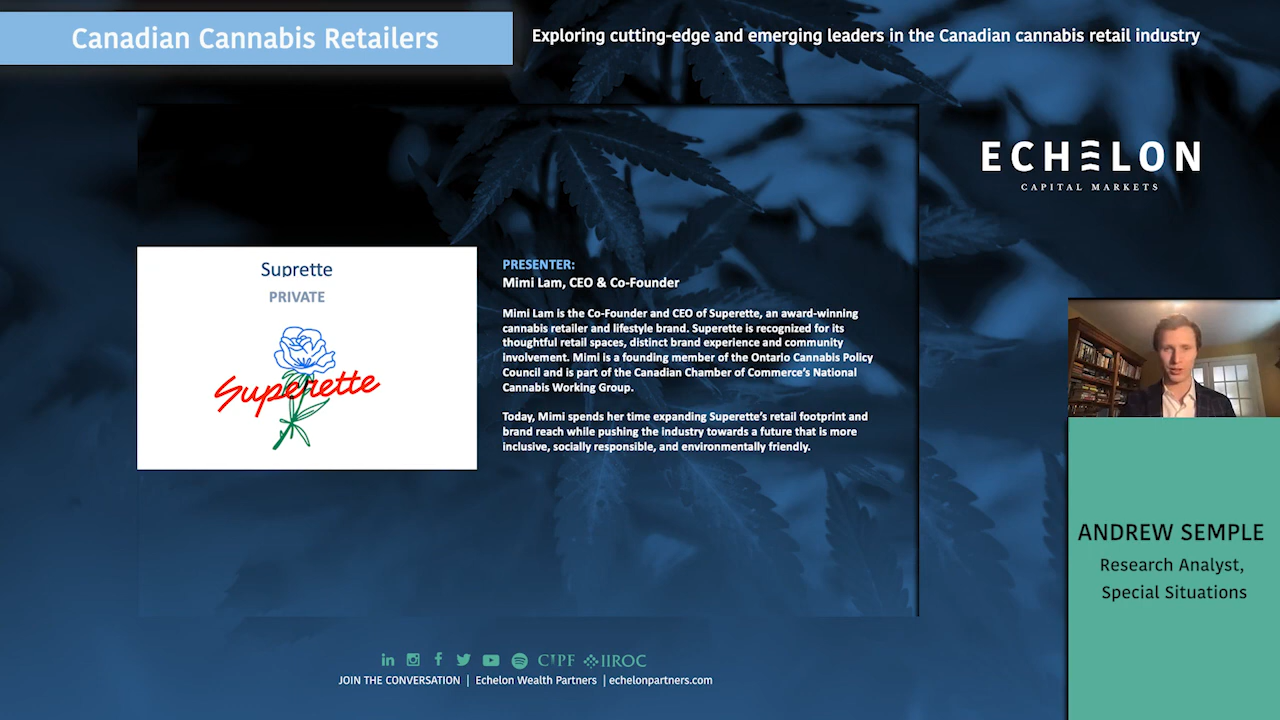 Canadian Cannabis Retailers
Exploring cutting-edge and emerging leaders in the Canadian cannabis retail industry
ECHELON
CAPITAL MARKETS
Suprette
PRIVATE
Superette
PRESENTER:
Mimi Lam, CEO & Co-Founder
Mimi Lam is the Co-Founder and CEO of Superette, an award-winning
cannabis retailer and lifestyle brand. Superette is recognized for its
thoughtful retail spaces, distinct brand experience and community
involvement. Mimi is a founding member of the Ontario Cannabis Policy
Council and is part of the Canadian Chamber of Commerce's National
Cannabis Working Group.
Today, Mimi spends her time expanding Superette's retail footprint and
brand reach while pushing the industry towards a future that is more
inclusive, socially responsible, and environmentally friendly.
ANDREW SEMPLE
Research Analyst,
Special Situations
in f CIPF IIROC
JOIN THE CONVERSATION | Echelon Wealth Partners | echelonpartners.com